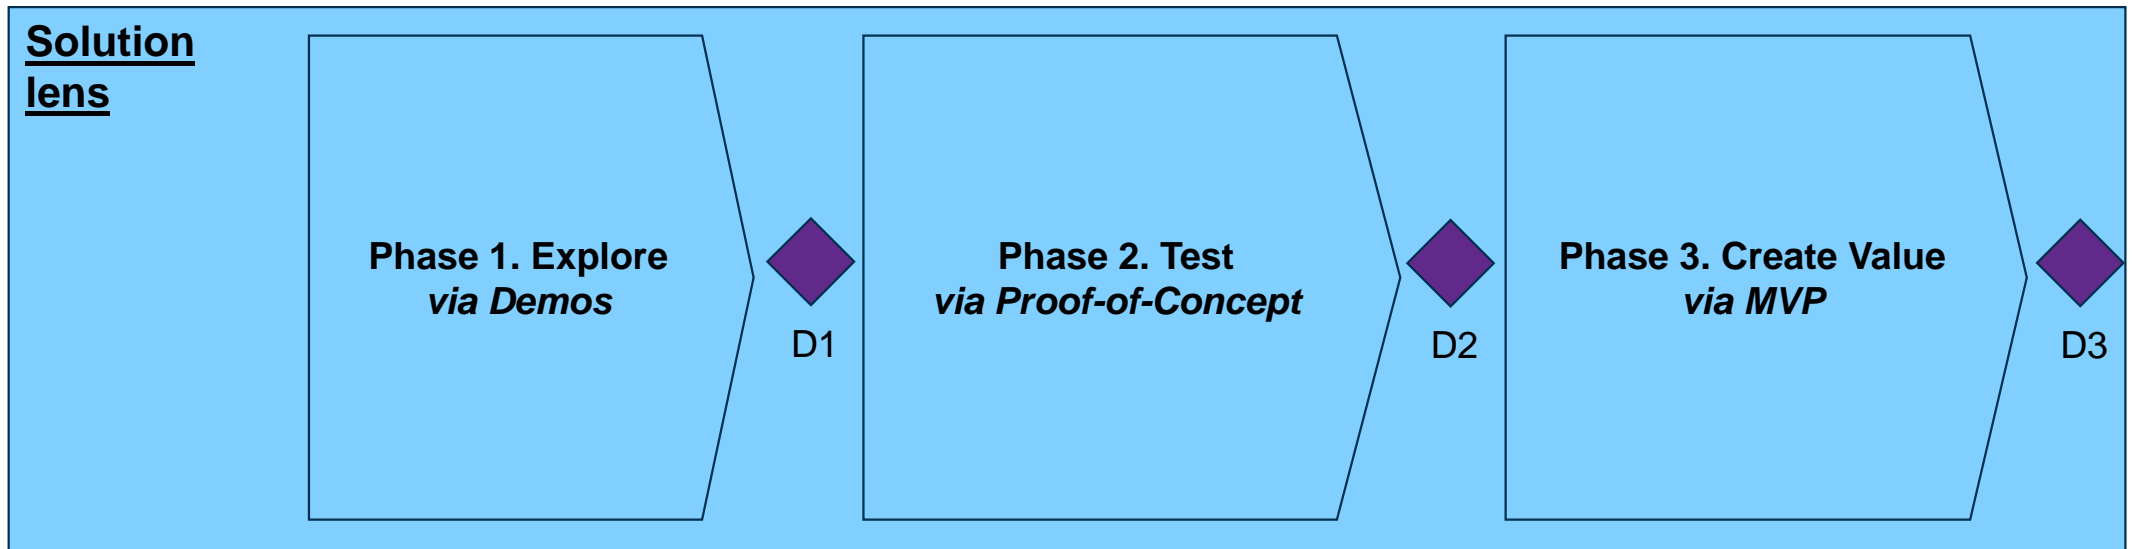 Solution
lens
Phase 1. Explore
via Demos
D1
Phase 2. Test
via Proof-of-Concept
D2
Phase 3. Create Value
via MVP
D3